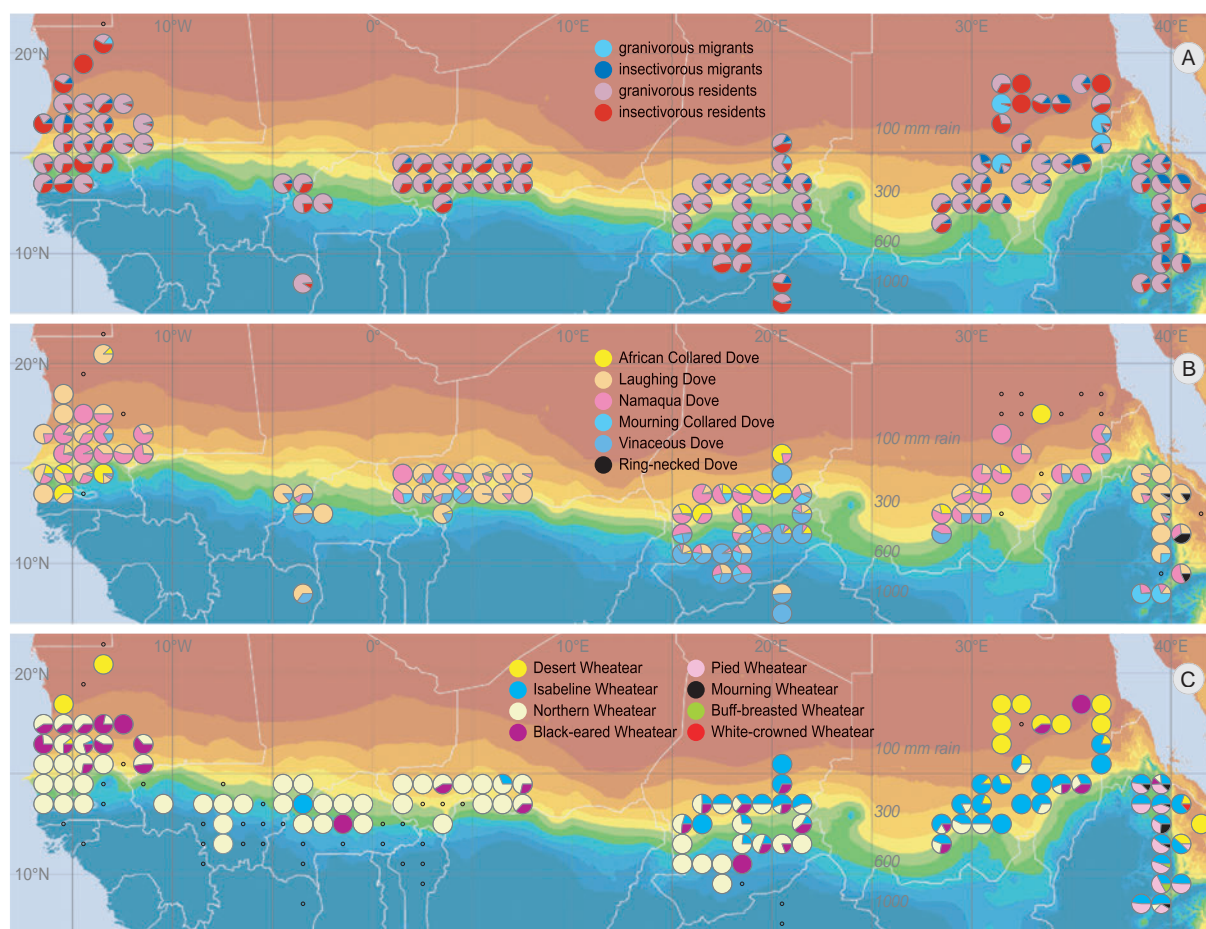 10°W 0° 10°E 20°E 30°E 40°E
20°N
A
granivorous migrants
insectivorous migrants
granivorous residents
insectivorous residents
100 mm rain
300
600
10°N
1000
10°W 0° 10°E 20°E 30°E 40°E
20°N
B
African Collared Dove
Laughing Dove
Namaqua Dove
Mourning Collared Dove
Vinaceous Dove
Ring-necked Dove
100 mm rain
300
600
10°N
1000
10°W 0° 10°E 20°E 30°E 40°E
20°N
C
Desert Wheatear Pied Wheatear
Isabeline Wheatear Mourning Wheatear
Northern Wheatear Buff-breasted Wheatear
Black-eared Wheatear White-crowned Wheatear
100 mm rain
300
600
10°N
1000